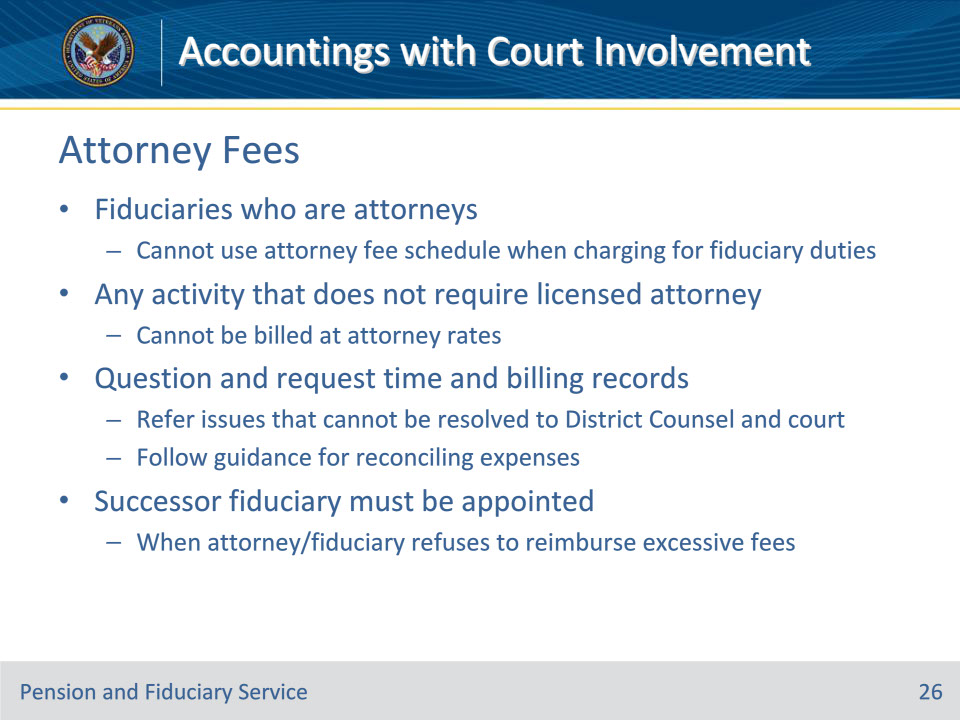 Accountings with Court Involvement
Attorney Fees
• Fiduciaries who are attorneys
– Cannot use attorney fee schedule when charging for fiduciary duties
• Any activity that does not require licensed attorney
– Cannot be billed at attorney rates
• Question and request time and billing records
– Refer issues that cannot be resolved to District Counsel and court
– Follow guidance for reconciling expenses
• Successor fiduciary must be appointed
– When attorney/fiduciary refuses to reimburse excessive fees
Pension and Fiduciary Service
26